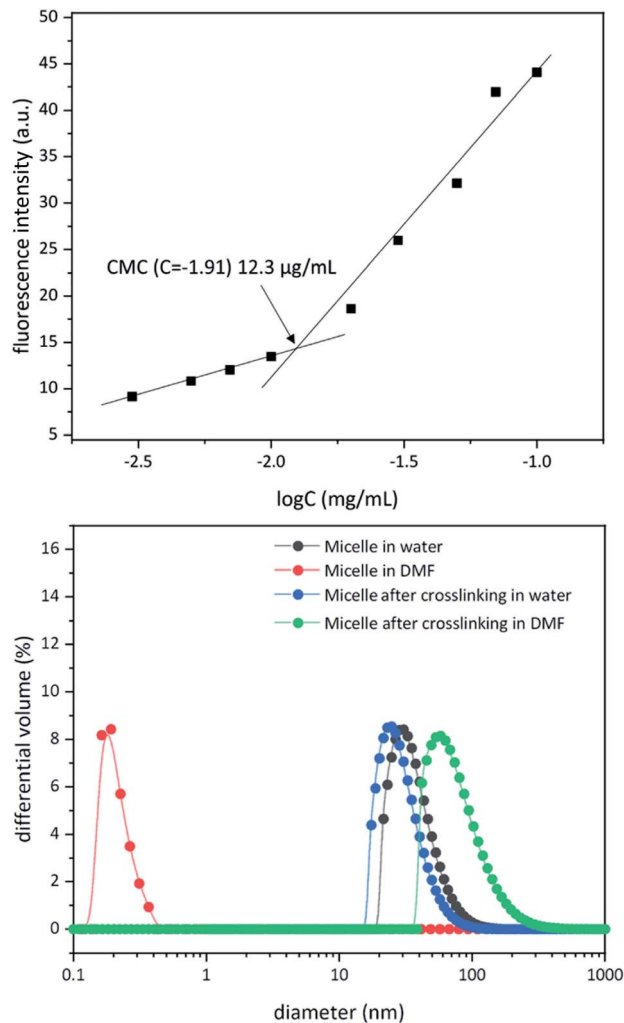 50
45
40
35
30
25
20
15
10
5
fluorescence intensity (a.u.)
CMC (C=-1.91) 12.3 µg/mL
-2.5 -2.0 -1.5 -1.0
logC (mg/mL)
16
14
12
10
8
6
4
2
0
differential volume (%)
Micelle in water
Micelle in DMF
Micelle after crosslinking in water
Micelle after crosslinking in DMF
0.1 1 10 100 1000
diameter (nm)